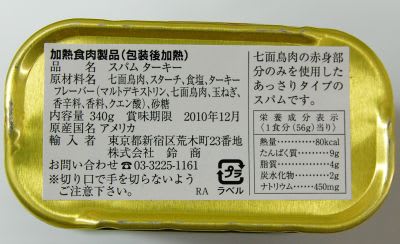 加熱食肉製品(包装後加熱)
品 名 スパム ターキー
原材料名 七面鳥肉、スターチ、食塩、ターキー
フレーバー(マルトデキストリン、七面鳥肉、玉ねぎ、
香辛料、香料、クエン酸)、砂糖
内容量 340g 賞味期限 2010年12月
原産国名 アメリカ
輸入者 東京都新宿区荒木町23番地
株式会社 鈴商
お問い合わせ ☎03-3225-1161
※切り口で手を切らないよう
ご注意下さい。 RA
プラ
ラベル
七面鳥肉の赤身部
分のみを使用した
あっさりタイプの
スパムです。
栄養成分表示
(1食分(56g)当り)
熱量…………80kcal
たんぱく質………9g
脂質……………4g
炭水化物…………2g
ナトリウム……450mg